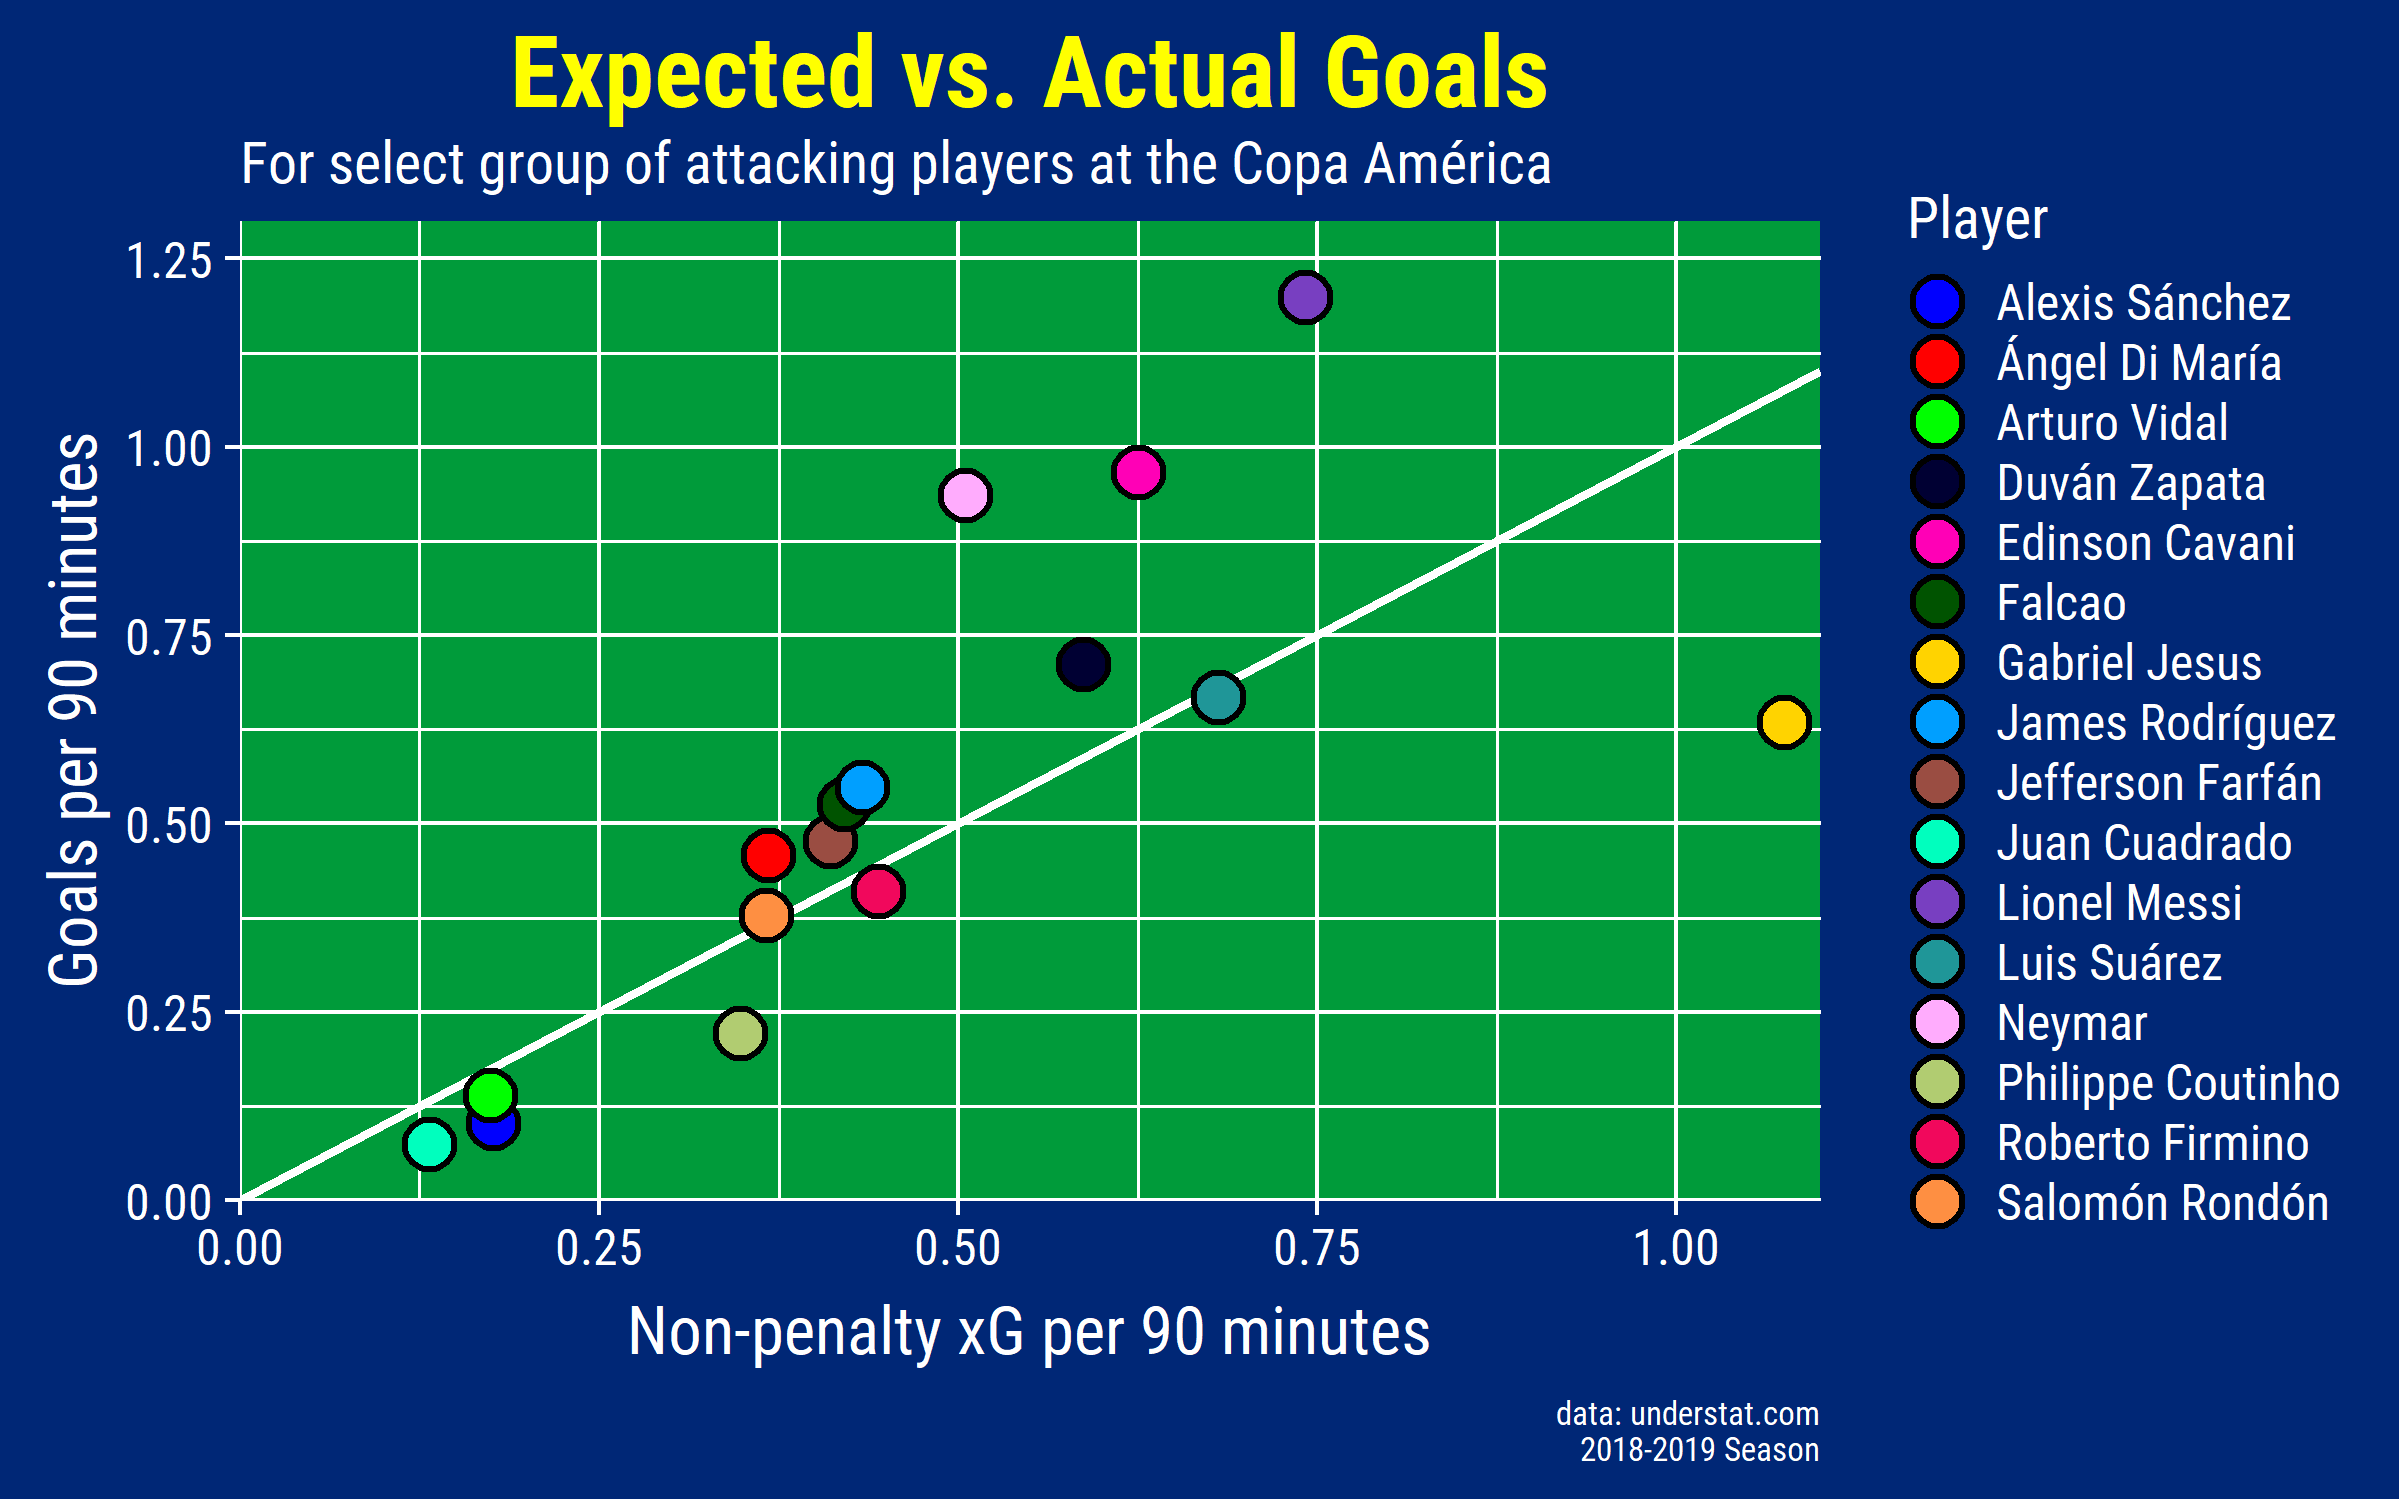 Expected vs. Actual Goals
For select group of attacking players at the Copa América
Goals per 90 minutes
1.25
1.00
0.75
0.50
0.25
0.00
0.00 0.25 0.50 0.75 1.00
Non-penalty xG per 90 minutes
Player
Alexis Sánchez
Ángel Di María
Arturo Vidal
Duván Zapata
Edinson Cavani
Falcao
Gabriel Jesus
James Rodríguez
Jefferson Farfán
Juan Cuadrado
Lionel Messi
Luis Suárez
Neymar
Philippe Coutinho
Roberto Firmino
Salomón Rondón
data: understat.com
2018-2019 Season